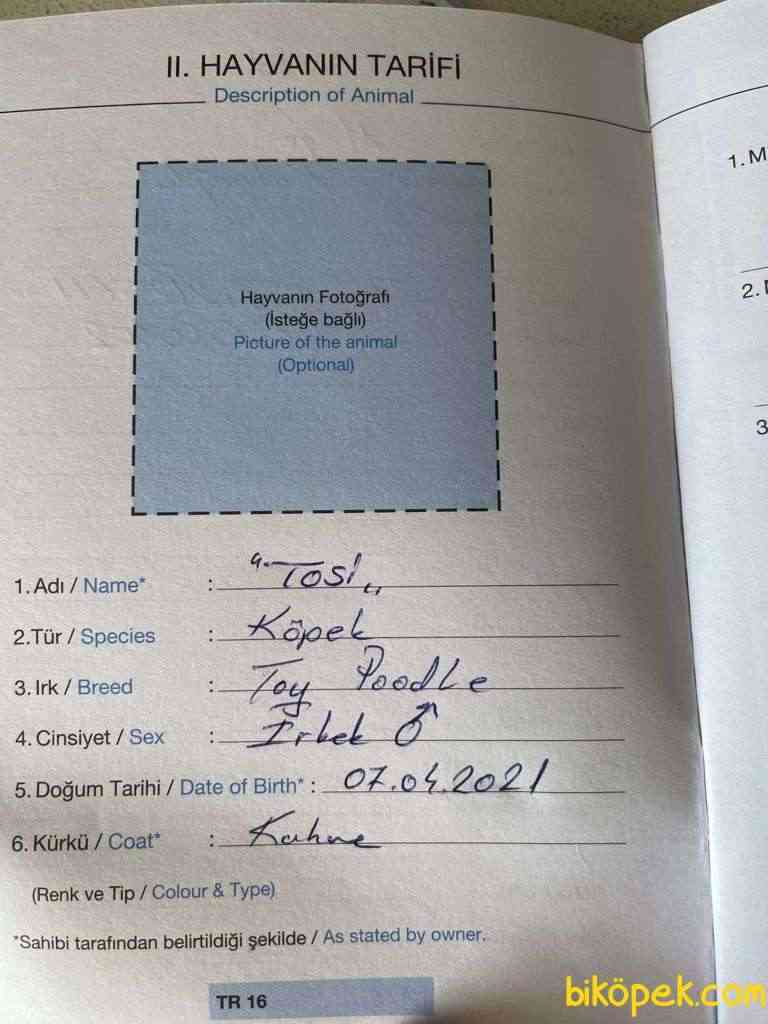 II. HAYVANIN TARİFİ
Description of Animal
Hayvanın Fotoğrafı
(İsteğe bağlı)
Picture of the animal
(Optional)
1. Adı / Name* : "Tosi"
2.Tür / Species : Köpek
3. Irk / Breed : Toy Poodle
4. Cinsiyet / Sex : Erkek ♂
5. Doğum Tarihi / Date of Birth* : 07.04.2021
6. Kürkü / Coat* : Kahve
(Renk ve Tip / Colour & Type)
*Sahibi tarafından belirtildiği şekilde / As stated by owner.
TR 16
1. M
2.
3
biköpek.com